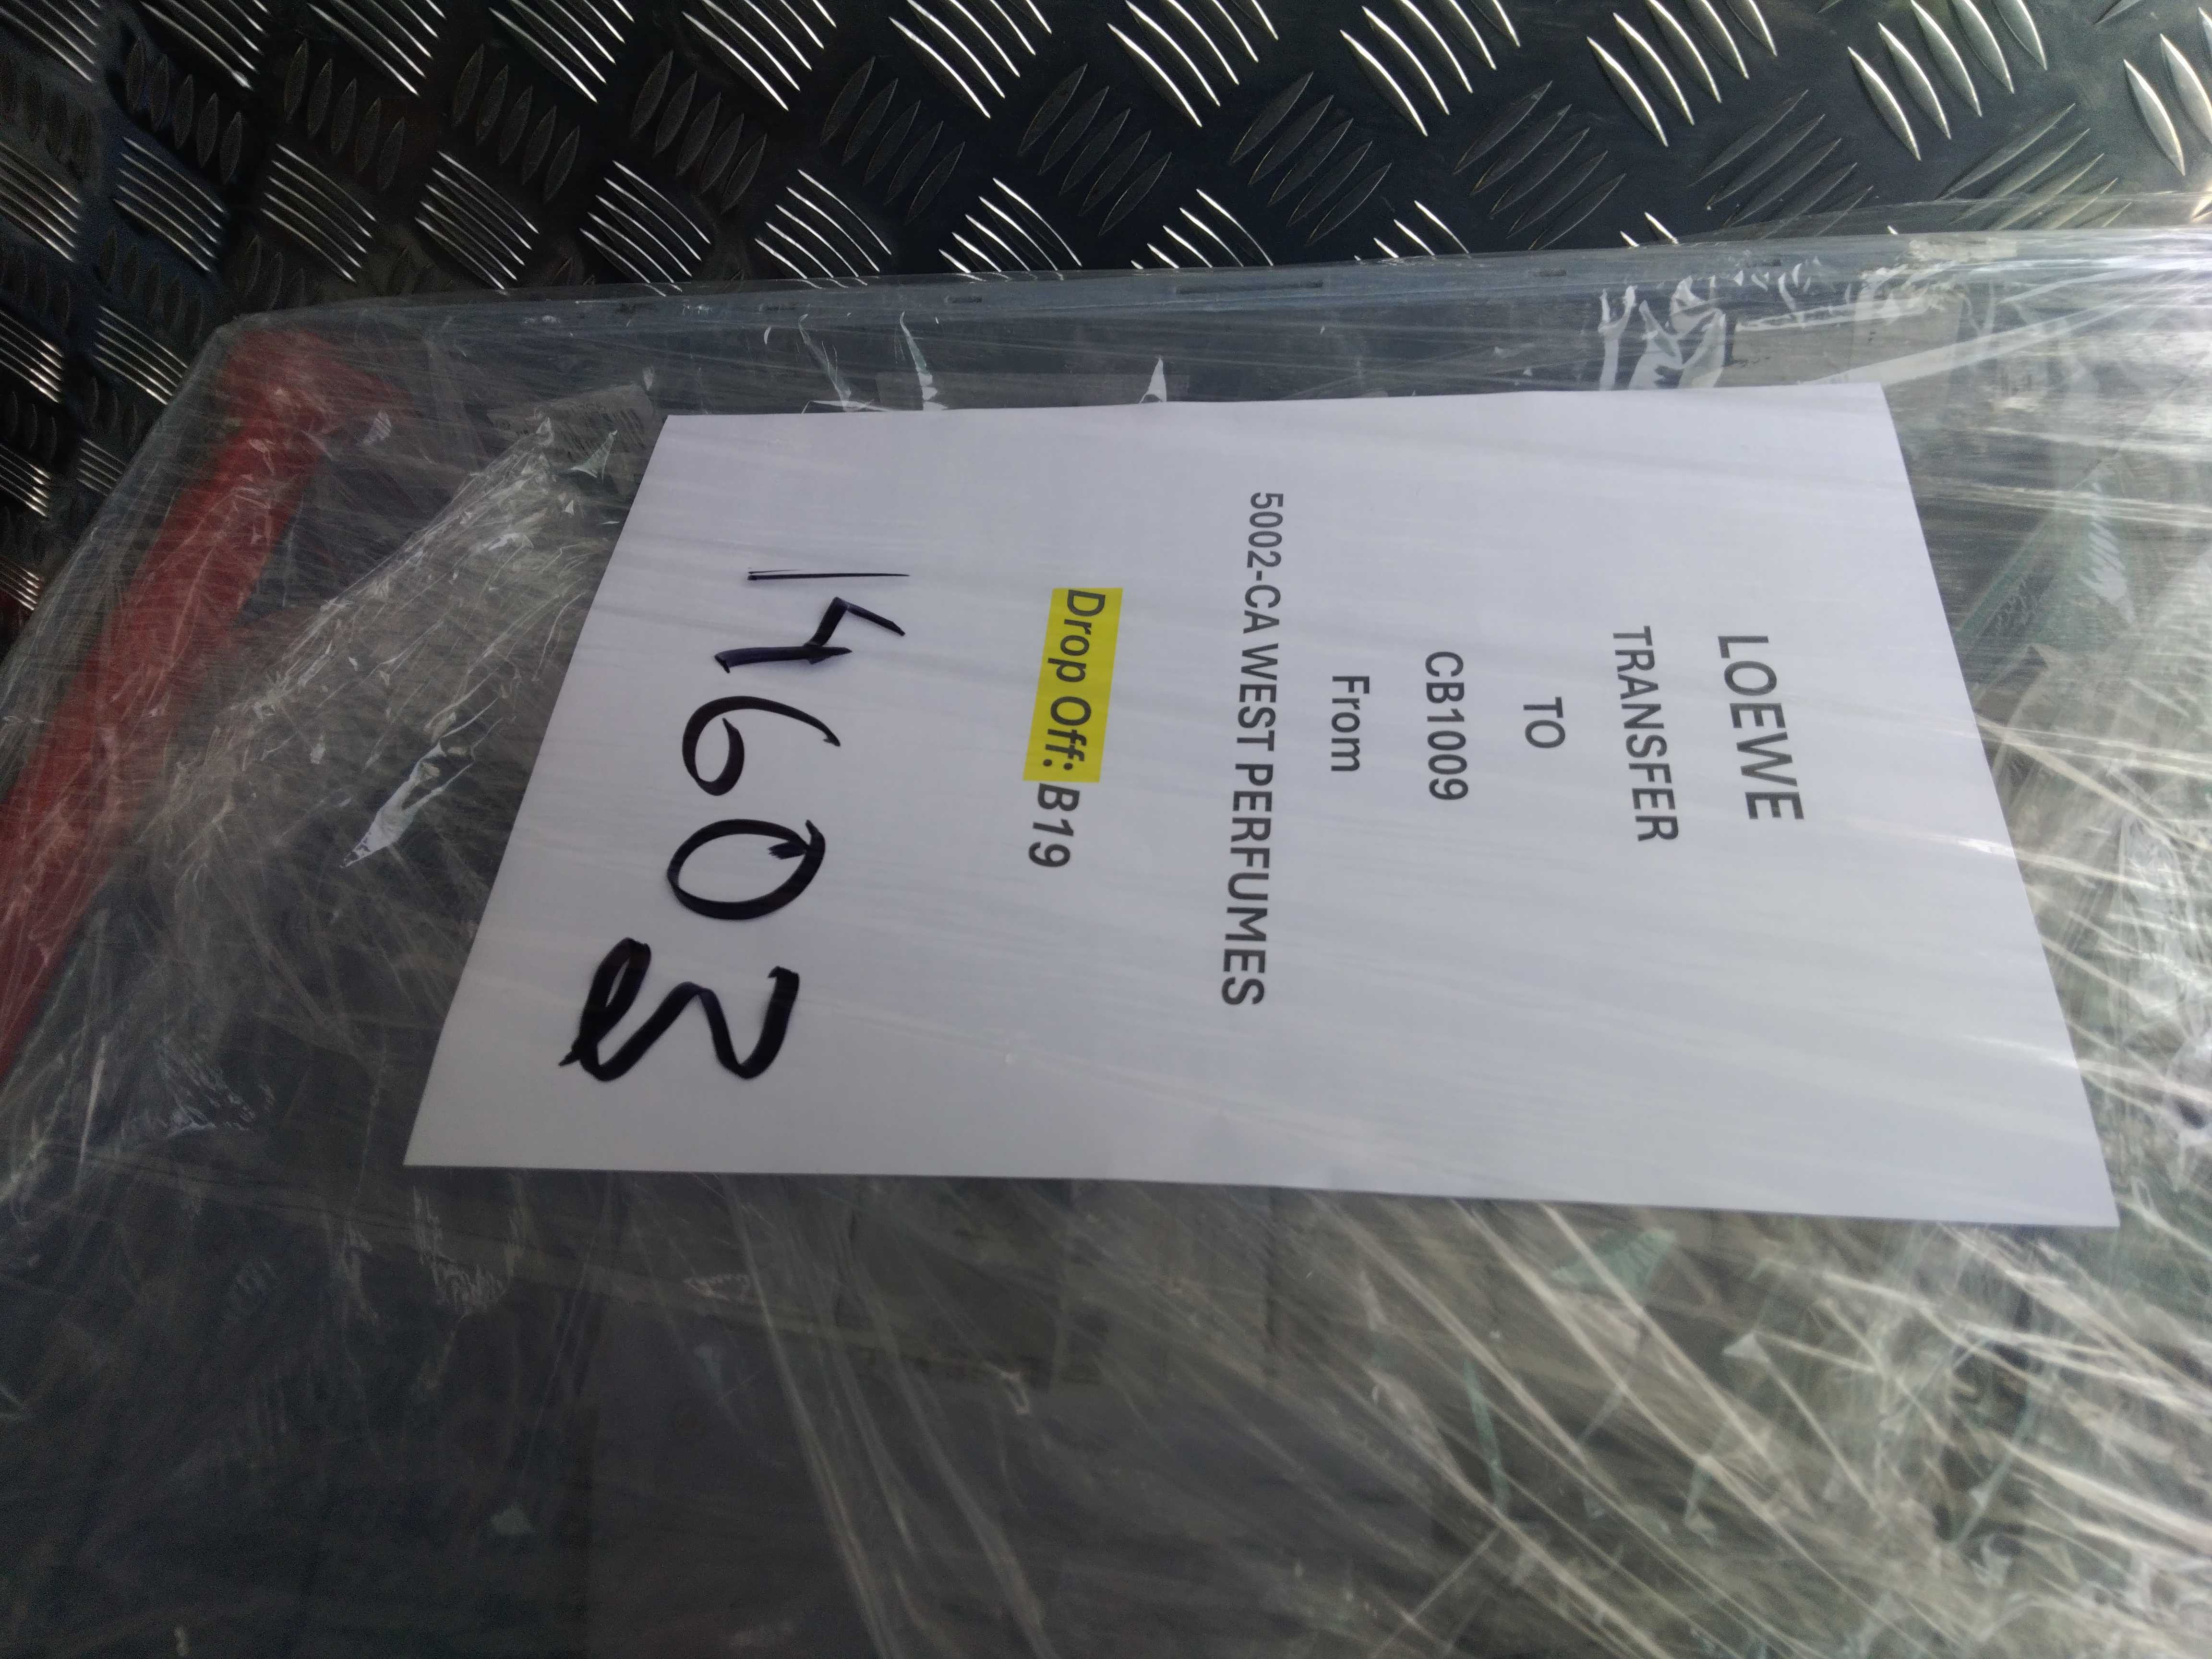 LOEWE
TRANSFER
TO
CB1009
From
5002-CA WEST PERFUMES
Drop Off: B19
14603